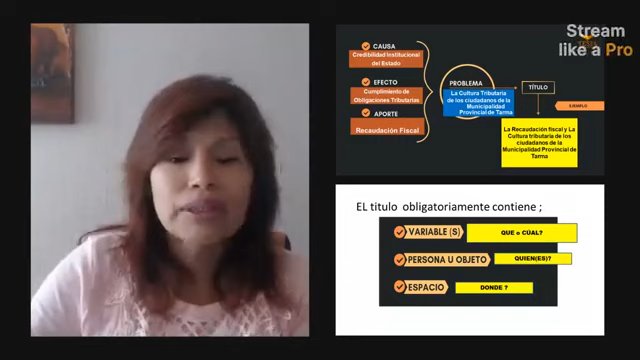 Stream
like a Pro
CAUSA
Credibilidad Institucional
del Estado
EFECTO
Cumplimiento de
Obligaciones Tributarias
APORTE
Recaudación Fiscal
PROBLEMA
La Cultura Tributaria
de los ciudadanos de la
Municipalidad
Provincial de Tarma
TÍTULO
EJEMPLO
La Recaudación fiscal y La
Cultura tributaria de los
ciudadanos de la
Municipalidad Provincial de
Tarma
EL titulo obligatoriamente contiene ;
VARIABLE (S)
QUE o CÚAL?
PERSONA U OBJETO
QUIEN(ES)?
ESPACIO
DONDE ?